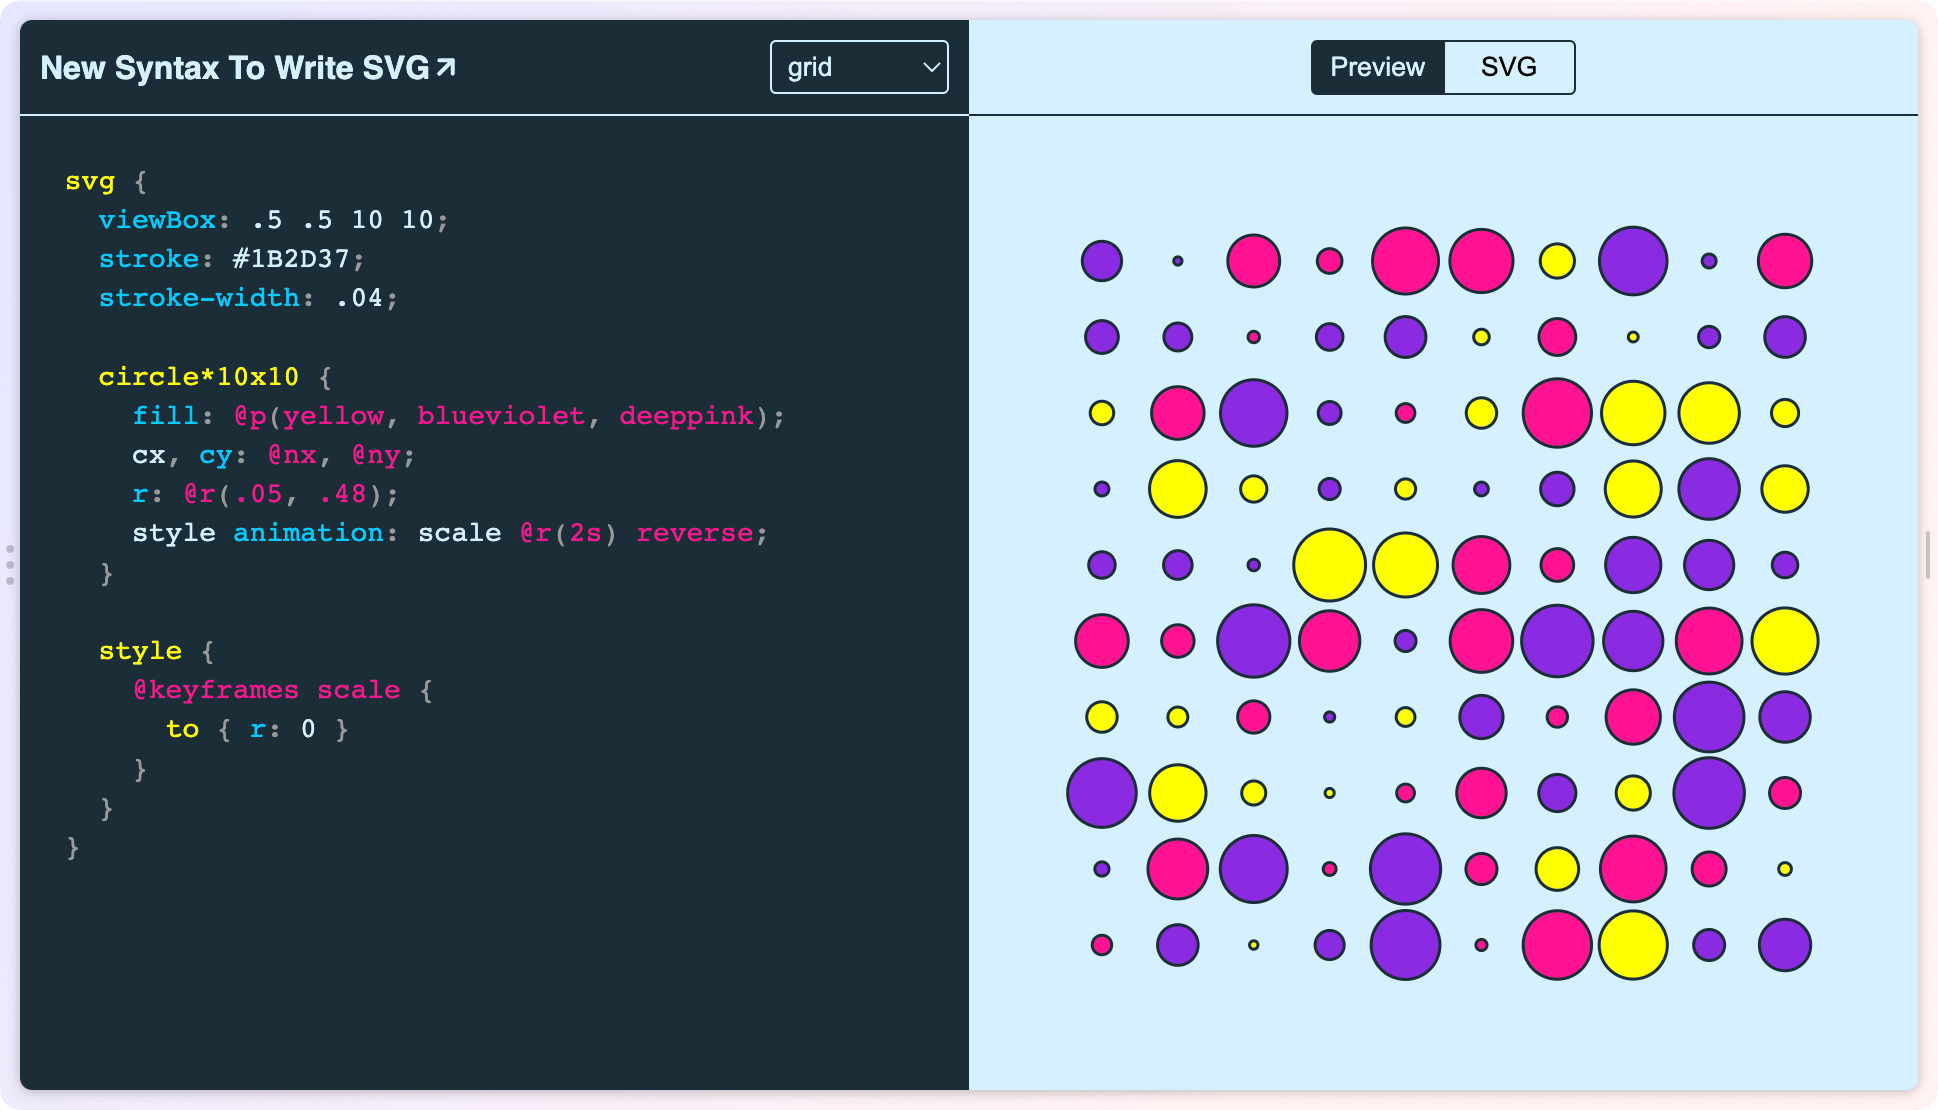 New Syntax To Write SVG↗
grid
Preview
SVG
svg {
  viewBox: .5 .5 10 10;
  stroke: #1B2D37;
  stroke-width: .04;

  circle*10x10 {
    fill: @p(yellow, blueviolet, deeppink);
    cx, cy: @nx, @ny;
    r: @r(.05, .48);
    style animation: scale @r(2s) reverse;
  }

  style {
    @keyframes scale {
      to { r: 0 }
    }
  }
}